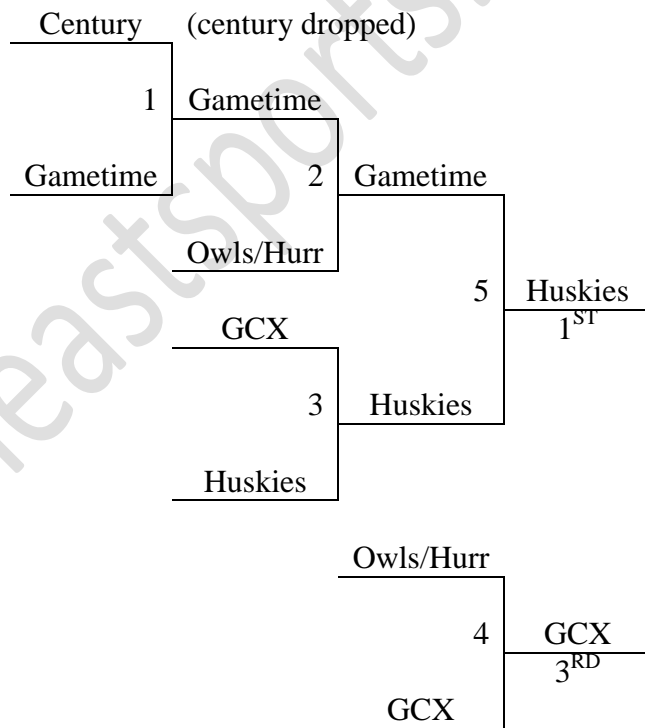 Century (century dropped)
1 Gametime
Gametime 2 Gametime
Owls/Hurr
5 Huskies
GCX 1ST
3 Huskies
Huskies
Owls/Hurr
4 GCX
3RD
GCX
eastsports